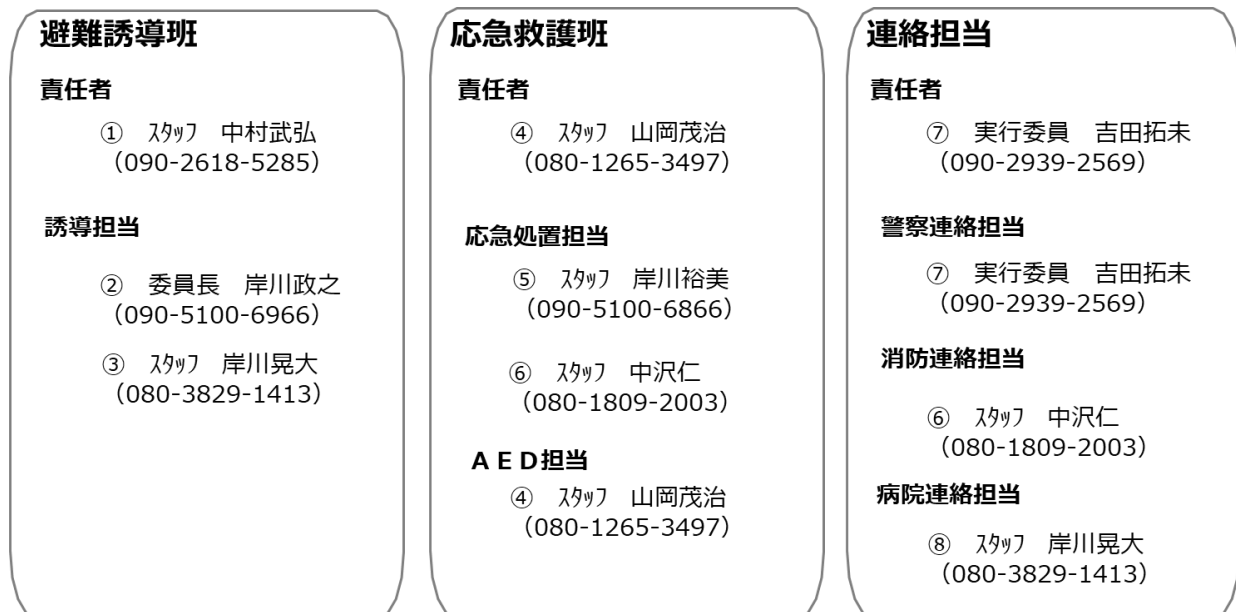 避難誘導班
責任者
①　ｽﾀｯﾌ　中村武弘
（090-2618-5285）
誘導担当
②　委員長　岸川政之
（090-5100-6966）
③　ｽﾀｯﾌ　岸川晃大
（080-3829-1413）
応急救護班
責任者
④　ｽﾀｯﾌ　山岡茂治
（080-1265-3497）
応急処置担当
⑤　ｽﾀｯﾌ　岸川裕美
（090-5100-6866）
⑥　ｽﾀｯﾌ　中沢仁
（080-1809-2003）
ＡＥＤ担当
④　ｽﾀｯﾌ　山岡茂治
（080-1265-3497）
連絡担当
責任者
⑦　実行委員　吉田拓未
（090-2939-2569）
警察連絡担当
⑦　実行委員　吉田拓未
（090-2939-2569）
消防連絡担当
⑥　ｽﾀｯﾌ　中沢仁
（080-1809-2003）
病院連絡担当
⑧　ｽﾀｯﾌ　岸川晃大
（080-3829-1413）